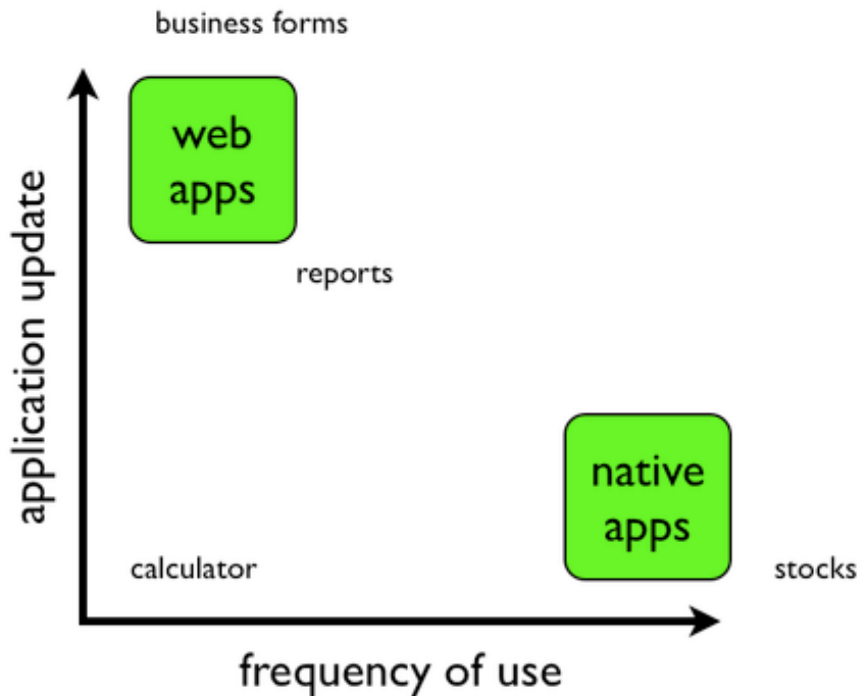 business forms
web
apps
application update
reports
native
apps
calculator
stocks
frequency of use